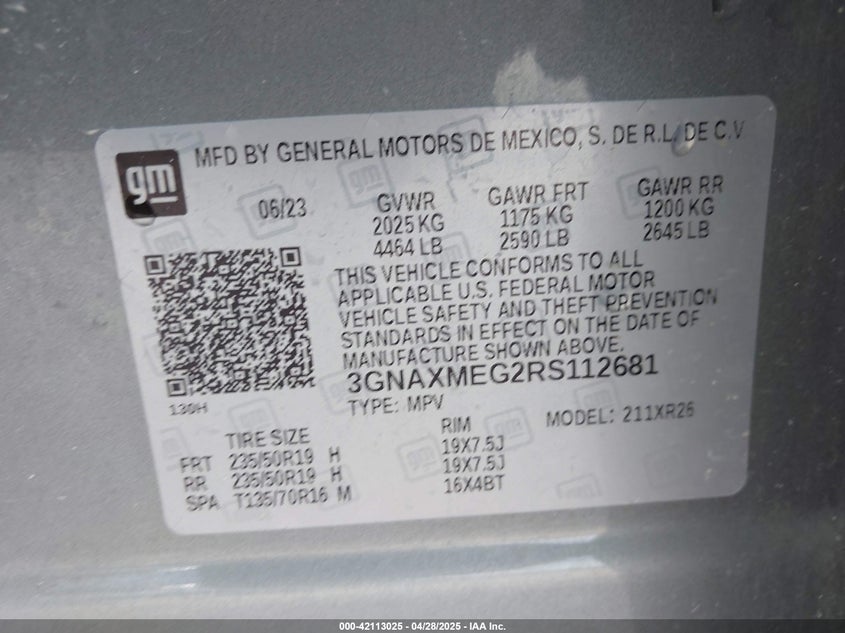 gm
MFD BY GENERAL MOTORS DE MEXICO, S. DE R.L. DE C.V
06/23
GVWR GAWR FRT GAWR RR
2025 KG 1175 KG 1200 KG
4464 LB 2590 LB 2645 LB
THIS VEHICLE CONFORMS TO ALL
APPLICABLE U.S. FEDERAL MOTOR
VEHICLE SAFETY AND THEFT PREVENTION
STANDARDS IN EFFECT ON THE DATE OF
MANUFACTURE SHOWN ABOVE.
3GNAXMEG2RS112681
130H
TYPE: MPV MODEL: 211XR26
TIRE SIZE RIM
FRT 235/50R19 H 19X7.5J
RR 235/50R19 H 19X7.5J
SPA T135/70R16 M 16X4BT
000-42113025 - 04/28/2025 - IAA Inc.